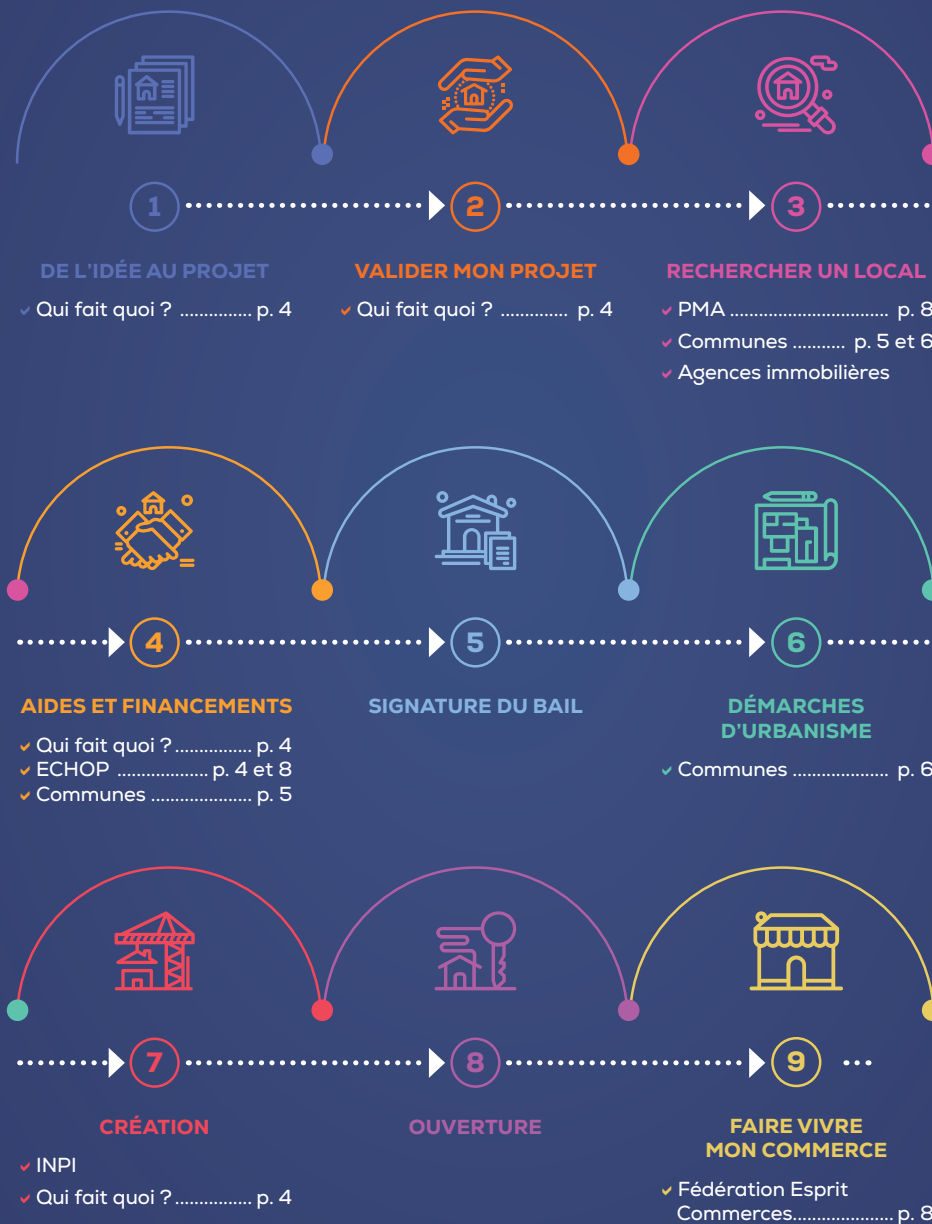 1
DE L'IDÉE AU PROJET
Qui fait quoi ? ............... p. 4
2
VALIDER MON PROJET
Qui fait quoi ? .............. p. 4
3
RECHERCHER UN LOCAL
PMA ................................. p. 8
Communes ........... p. 5 et 6
Agences immobilières
4
AIDES ET FINANCEMENTS
Qui fait quoi ? ................ p. 4
ECHOP ................... p. 4 et 8
Communes ..................... p. 5
5
SIGNATURE DU BAIL
6
DÉMARCHES
D'URBANISME
Communes .................... p. 6
7
CRÉATION
INPI
Qui fait quoi ? ................ p. 4
8
OUVERTURE
9
FAIRE VIVRE
MON COMMERCE
Fédération Esprit
Commerces..................... p. 8